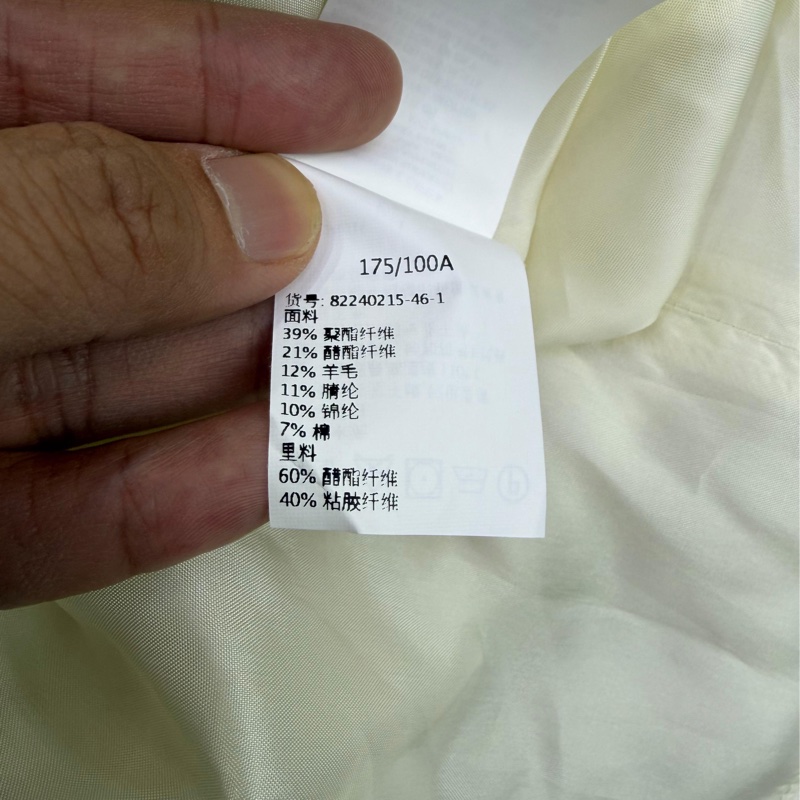 175/100A
货号: 82240215-46-1
面料
39% 聚酯纤维
21% 醋酯纤维
12% 羊毛
11% 腈纶
10% 锦纶
7% 棉
里料
60% 醋酯纤维
40% 粘胶纤维